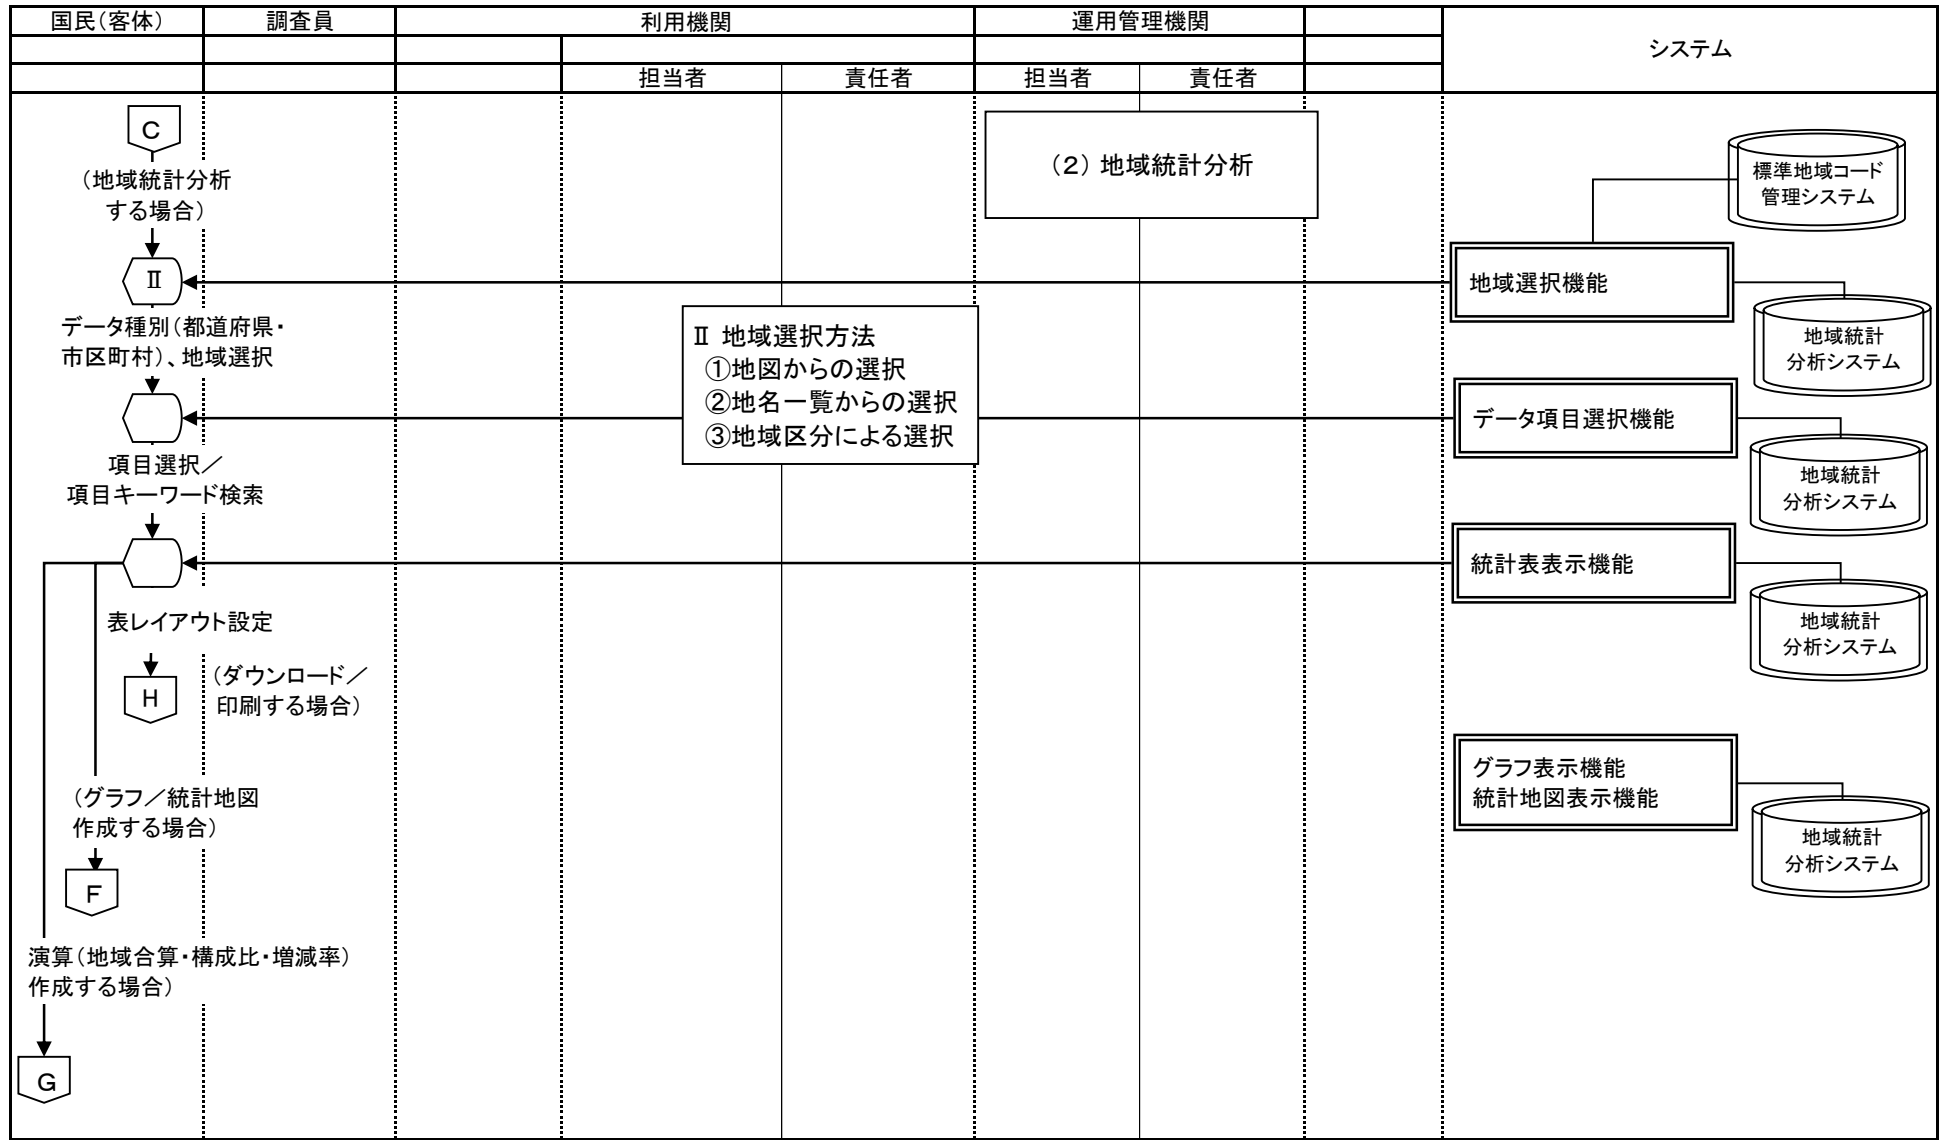 国民（客体）
調査員
利用機関
運用管理機関
システム
担当者
責任者
担当者
責任者
C
（地域統計分析
する場合）
（２）地域統計分析
標準地域コード
管理システム
Ⅱ
地域選択機能
データ種別（都道府県・
市区町村）、地域選択
Ⅱ 地域選択方法
①地図からの選択
②地名一覧からの選択
③地域区分による選択
地域統計
分析システム
データ項目選択機能
項目選択／
項目キーワード検索
地域統計
分析システム
統計表表示機能
表レイアウト設定
地域統計
分析システム
H
（ダウンロード／
印刷する場合）
（グラフ／統計地図
作成する場合）
グラフ表示機能
統計地図表示機能
地域統計
分析システム
F
演算（地域合算・構成比・増減率）
作成する場合）
G